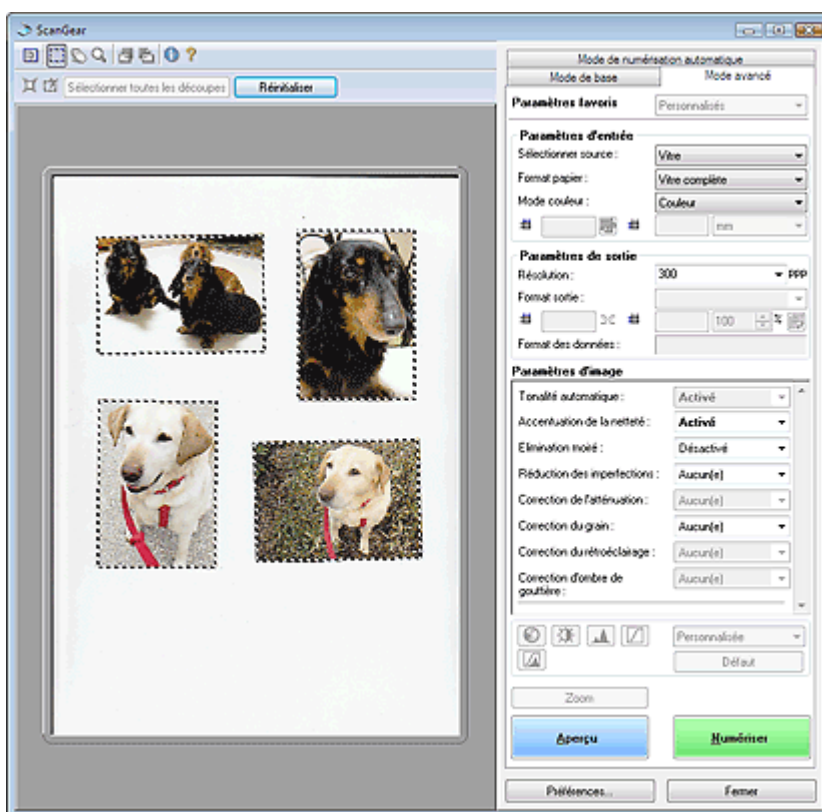 ScanGear
Sélectionner toutes les découpes
Réinitialiser
Mode de numérisation automatique
Mode de base
Mode avancé
Paramètres favoris
Personnalisés
Paramètres d'entrée
Sélectionner source :
Vitre
Format papier :
Vitre complète
Mode couleur :
Couleur
mm
Paramètres de sortie
Résolution :
300
PPP
Format sortie :
100
%
Format des données :
Paramètres d'image
Tonalité automatique :
Activé
Accentuation de la netteté :
Activé
Elimination moiré :
Désactivé
Réduction des imperfections :
Aucun(e)
Correction de l'atténuation :
Aucun(e)
Correction du grain :
Aucun(e)
Correction du rétroéclairage :
Aucun(e)
Correction d'ombre de
gouttière :
Aucun(e)
Personnalisée
Défaut
Zoom
Aperçu
Numériser
Préférences...
Fermer